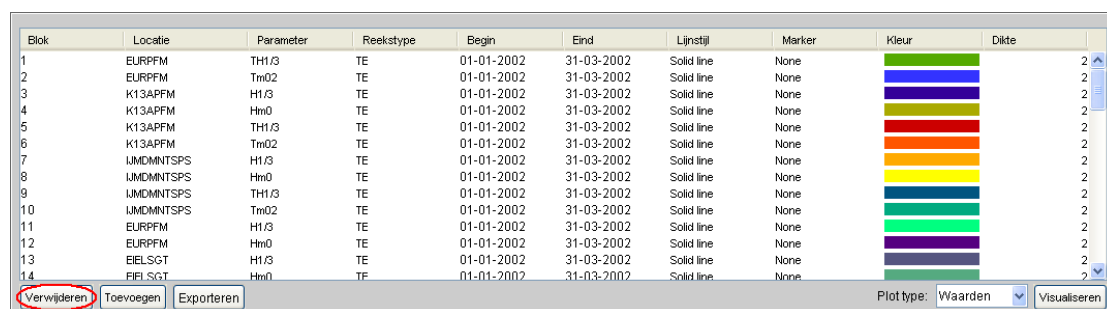 Blok Locatie Parameter Reekstype Begin Eind Lijnstijl Marker Kleur Dikte
1 EURPFM TH1/3 TE 01-01-2002 31-03-2002 Solid line None 2
2 EURPFM Tm02 TE 01-01-2002 31-03-2002 Solid line None 2
3 K13APFM H1/3 TE 01-01-2002 31-03-2002 Solid line None 2
4 K13APFM Hm0 TE 01-01-2002 31-03-2002 Solid line None 2
5 K13APFM TH1/3 TE 01-01-2002 31-03-2002 Solid line None 2
6 K13APFM Tm02 TE 01-01-2002 31-03-2002 Solid line None 2
7 IJMDMNTSPS H1/3 TE 01-01-2002 31-03-2002 Solid line None 2
8 IJMDMNTSPS Hm0 TE 01-01-2002 31-03-2002 Solid line None 2
9 IJMDMNTSPS TH1/3 TE 01-01-2002 31-03-2002 Solid line None 2
10 IJMDMNTSPS Tm02 TE 01-01-2002 31-03-2002 Solid line None 2
11 EURPFM H1/3 TE 01-01-2002 31-03-2002 Solid line None 2
12 EURPFM Hm0 TE 01-01-2002 31-03-2002 Solid line None 2
13 EIELSGT H1/3 TE 01-01-2002 31-03-2002 Solid line None 2
14 EIELSGT Hm0 TE 01-01-2002 31-03-2002 Solid line None 2
Verwijderen Toevoegen Exporteren Plot type: Waarden Visualiseren